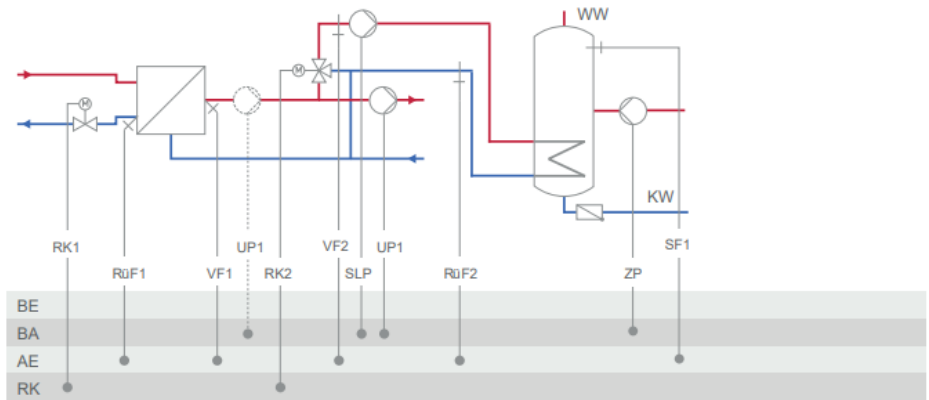 WW
M
M
KW
RK1
UP1
VF2
UP1
SF1
RüF1
VF1
RK2
SLP
RüF2
ZP
BE
BA
AE
RK